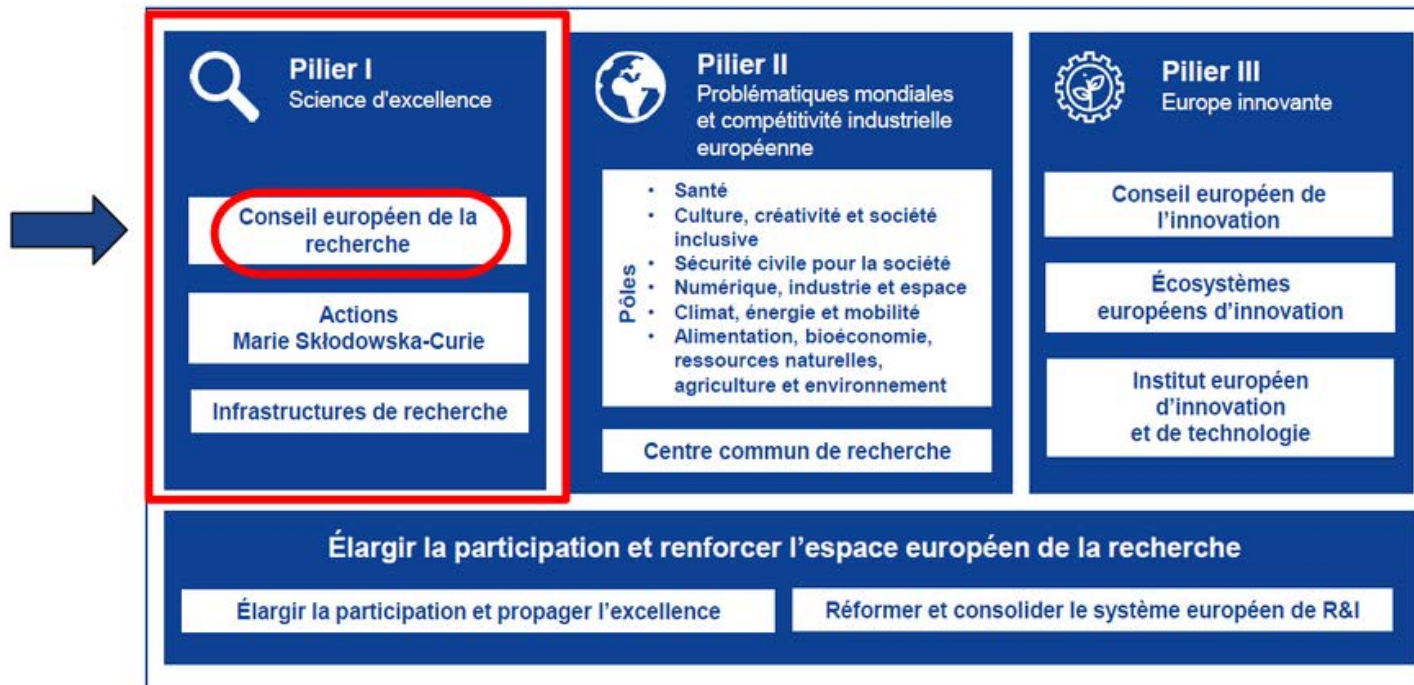 Pilier I
Science d'excellence
Conseil européen de la
recherche
Actions
Marie Skłodowska-Curie
Infrastructures de recherche
Pilier II
Problématiques mondiales
et compétitivité industrielle
européenne
Pôles
• Santé
• Culture, créativité et société
inclusive
• Sécurité civile pour la société
• Numérique, industrie et espace
• Climat, énergie et mobilité
• Alimentation, bioéconomie,
ressources naturelles,
agriculture et environnement
Centre commun de recherche
Pilier III
Europe innovante
Conseil européen de
l’innovation
Écosystèmes
européens d’innovation
Institut européen
d’innovation
et de technologie
Élargir la participation et renforcer l’espace européen de la recherche
Élargir la participation et propager l’excellence
Réformer et consolider le système européen de R&I